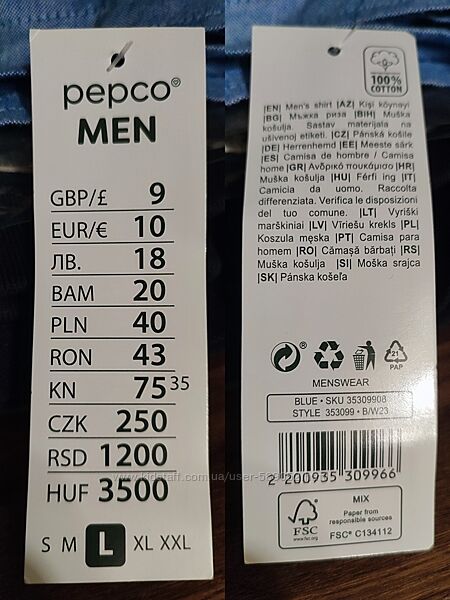 pepco®
MEN
GBP/£ 9
EUR/€ 10
ЛВ. 18
BAM 20
PLN 40
RON 43
KN 75 35
CZK 250
RSD 1200
HUF 3500
S M L XL XXL
100%
COTTON
|EN| Men's shirt |AZ| Kişi köynəyi
|BG| Мъжка риза |BIH| Muška
košulja. Sastav materijala na
ušivenoj etiketi. |CZ| Pánská košile
|DE| Herrenhemd |EE| Meeste särk
|ES| Camisa de hombre / Camisa
home |GR| Ανδρικό πουκάμισο |HR|
Muška košulja |HU| Férfi ing |IT|
Camicia da uomo. Raccolta
differenziata. Verifica le disposizioni
del tuo comune. |LT| Vyriški
marškiniai |LV| Vīriešu krekls |PL|
Koszula męska |PT| Camisa para
homem |RO| Cămaşă bărbaţi |RS|
Muška košulja |SI| Moška srajca
|SK| Pánska košeľa
21
PAP
MENSWEAR
BLUE • SKU 35309908
STYLE 353099 • B/W23
2 200935 309966
FSC
www.fsc.org
MIX
Paper from
responsible sources
FSC® C134112